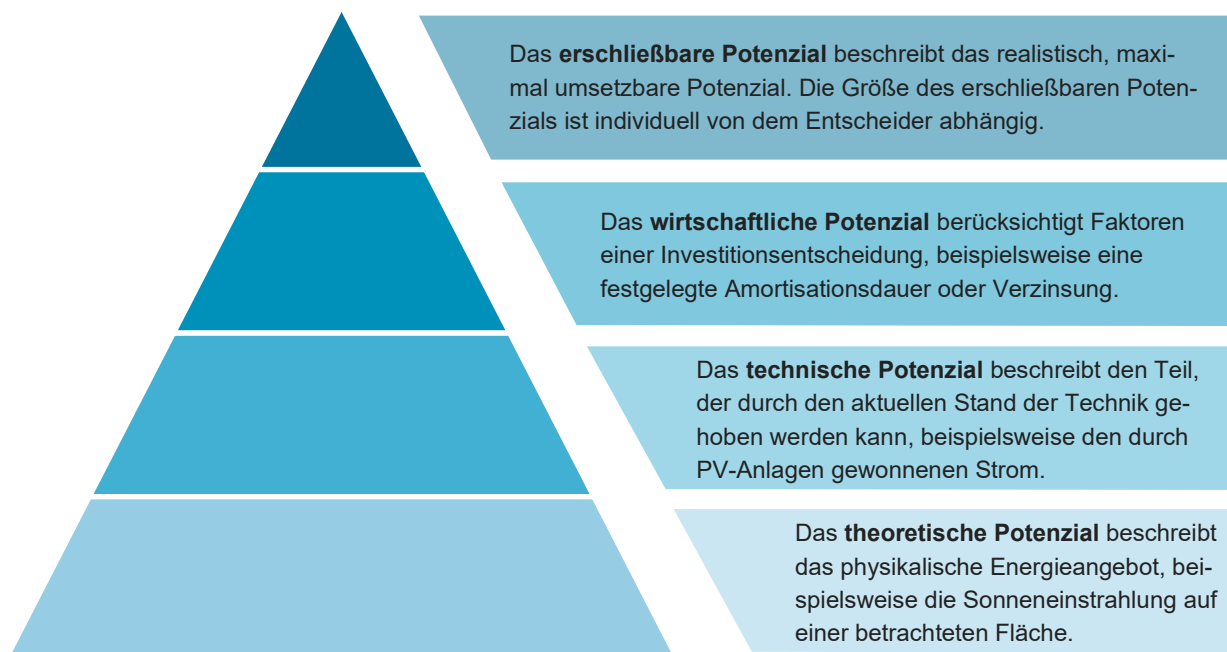 Das erschließbare Potenzial beschreibt das realistisch, maxi-
mal umsetzbare Potenzial. Die Größe des erschließbaren Poten-
zials ist individuell von dem Entscheider abhängig.
Das wirtschaftliche Potenzial berücksichtigt Faktoren
einer Investitionsentscheidung, beispielsweise eine
festgelegte Amortisationsdauer oder Verzinsung.
Das technische Potenzial beschreibt den Teil,
der durch den aktuellen Stand der Technik ge-
hoben werden kann, beispielsweise den durch
PV-Anlagen gewonnenen Strom.
Das theoretische Potenzial beschreibt
das physikalische Energieangebot, bei-
spielsweise die Sonneneinstrahlung auf
einer betrachteten Fläche.